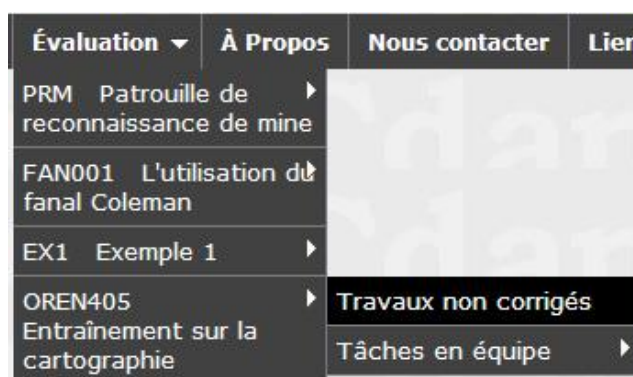 Évaluation À Propos Nous contacter Lien
PRM Patrouille de
reconnaissance de mine
FAN001 L'utilisation du
fanal Coleman
EX1 Exemple 1
OREN405 Travaux non corrigés
Entraînement sur la
cartographie Tâches en équipe